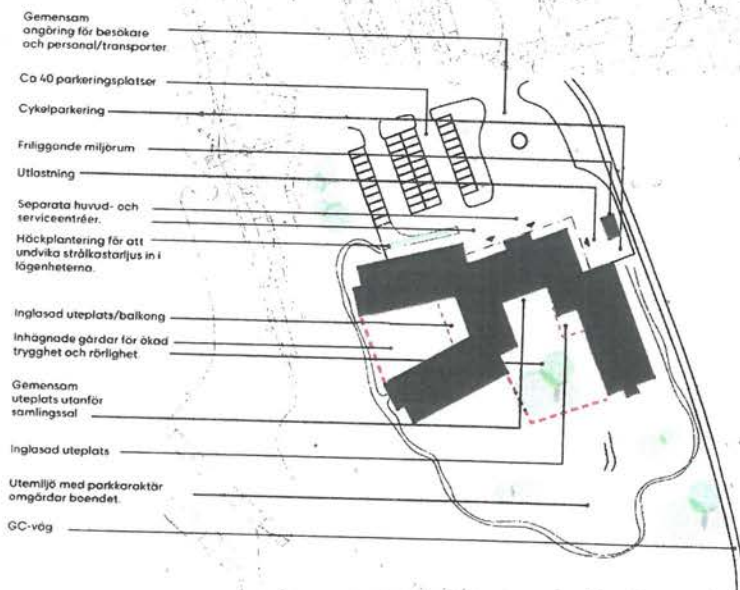 Gemensam
angöring för besökare
och personal/transporter
Ca 40 parkeringsplatser
Cykelparkering
Friliggande miljörum
Utlastning
Separata huvud- och
serviceentréer.
Häckplantering för att
undvika strålkastarljus in i
lägenheterna.
Inglasad uteplats/balkong
Inhägnade gårdar för ökad
trygghet och rörlighet
Gemensam
uteplats utanför
samlingssal
Inglasad uteplats
Utemiljö med parkkaraktär
omgärdar boendet.
GC-väg